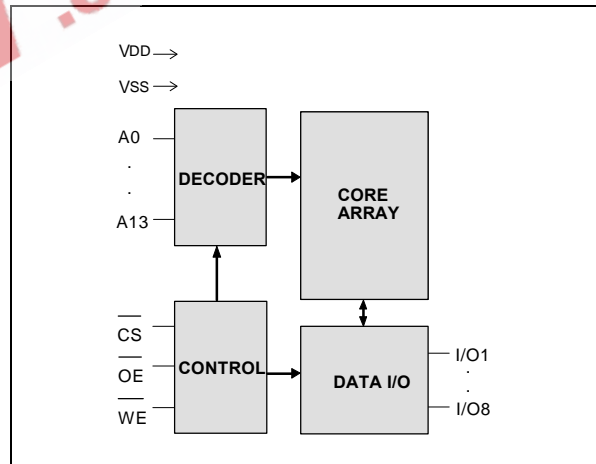 VDD
VSS
A0
.
.
A13
DECODER
CORE
ARRAY
CS
OE
WE
CONTROL
DATA I/O
I/O1
.
.
I/O8